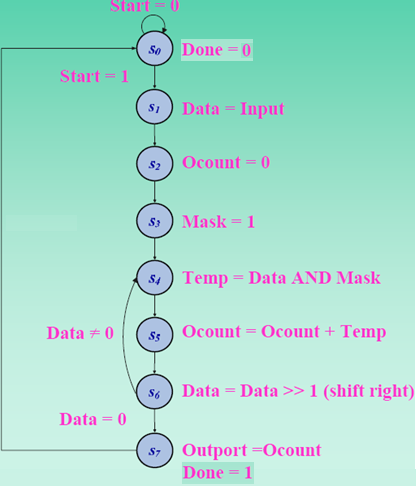 Start = 0
s0 Done = 0
Start = 1
s1 Data = Input
s2 Ocount = 0
s3 Mask = 1
s4 Temp = Data AND Mask
Data ≠ 0
s5 Ocount = Ocount + Temp
s6 Data = Data >> 1 (shift right)
Data = 0
s7 Outport =Ocount
Done = 1